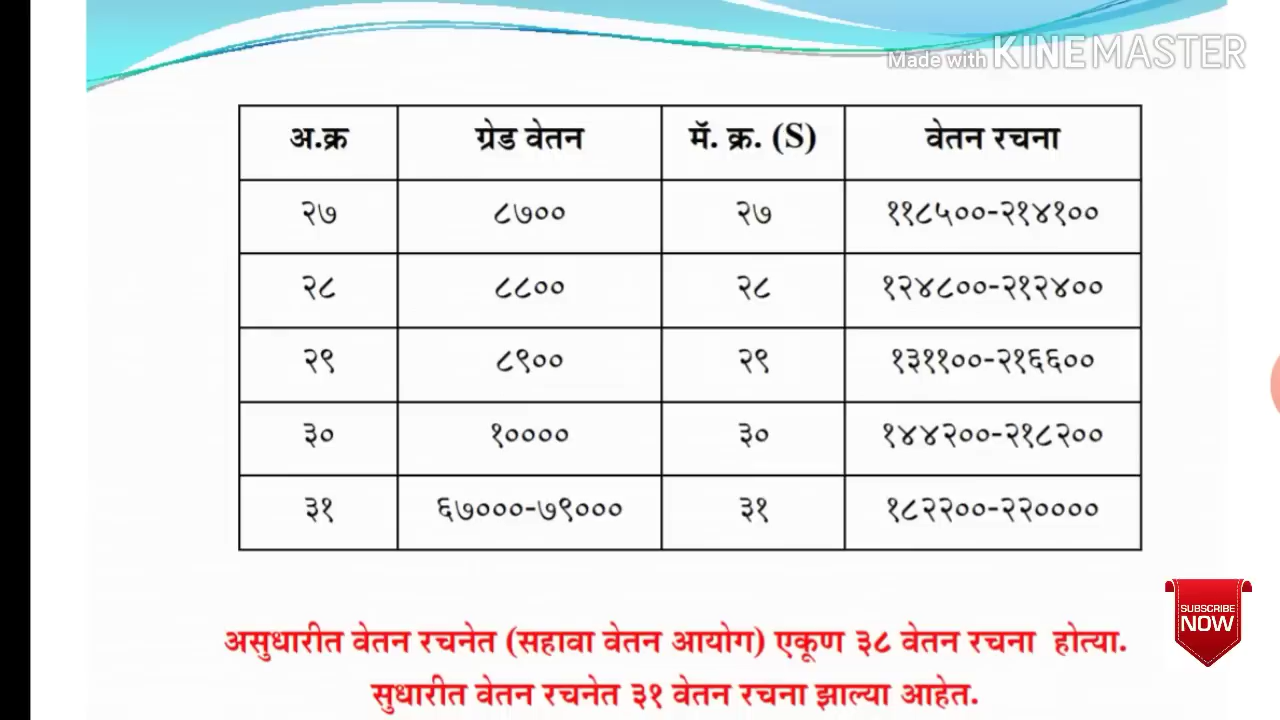 Made with KINEMASTER
अ.क्र ग्रेड वेतन मॅ. क्र. (S) वेतन रचना
२७ ८७०० २७ ११८५००-२१४१००
२८ ८८०० २८ १२४८००-२१२४००
२९ ८९०० २९ १३११००-२१६६००
३० १०००० ३० १४४२००-२१८२००
३१ ६७०००-७९००० ३१ १८२२००-२२००००
असुधारीत वेतन रचनेत (सहावा वेतन आयोग) एकूण ३८ वेतन रचना होत्या.
सुधारीत वेतन रचनेत ३१ वेतन रचना झाल्या आहेत.
SUBSCRIBE
NOW